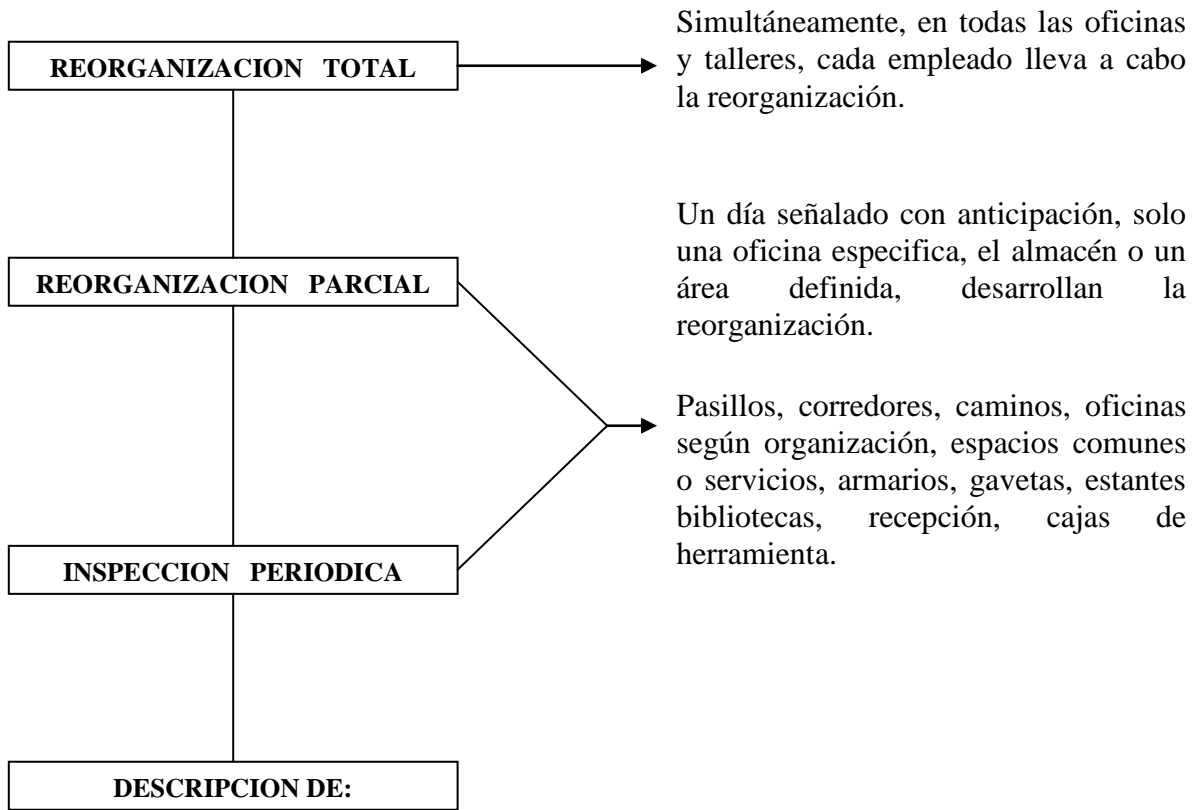 Simultáneamente, en todas las oficinas
y talleres, cada empleado lleva a cabo
la reorganización.
REORGANIZACION TOTAL
Un día señalado con anticipación, solo
una oficina especifica, el almacén o un
área definida, desarrollan la
reorganización.
REORGANIZACION PARCIAL
Pasillos, corredores, caminos, oficinas
según organización, espacios comunes
o servicios, armarios, gavetas, estantes
bibliotecas, recepción, cajas de
herramienta.
INSPECCION PERIODICA
DESCRIPCION DE: